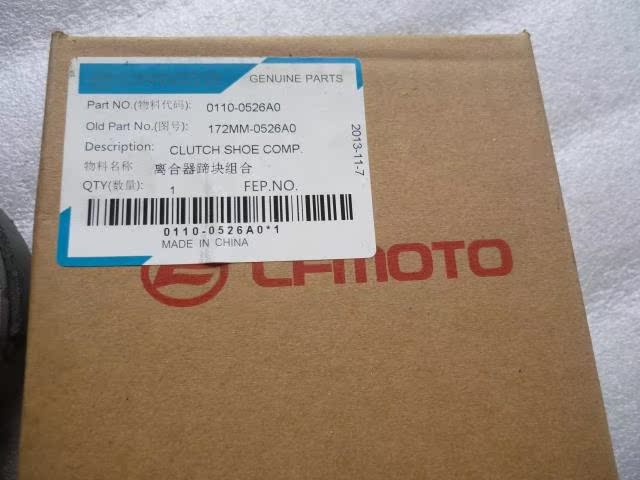 GENUINE PARTS
Part NO.(物料代码): 0110-0526A0
Old Part No.(图号): 172MM-0526A0
Description: CLUTCH SHOE COMP.
物料名称 离合器蹄块组合
QTY(数量): 1 FEP.NO.
0110-0526A0*1
MADE IN CHINA
2013-11-7
CFMOTO